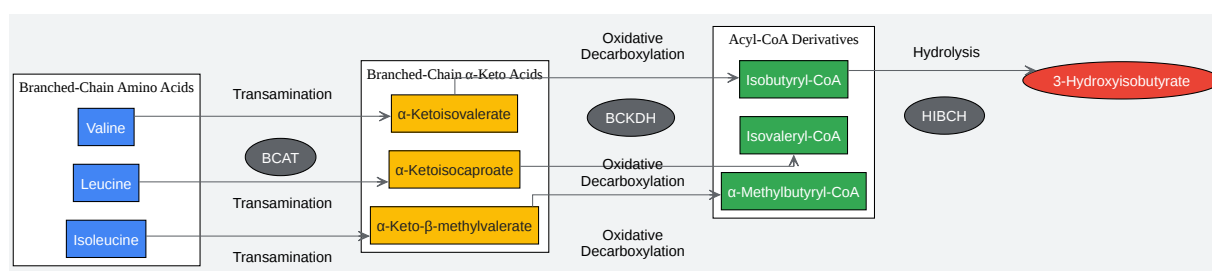 Branched-Chain Amino Acids
Valine
Leucine
Isoleucine
Transamination
BCAT
Transamination
Transamination
Branched-Chain α-Keto Acids
α-Ketoisovalerate
α-Ketoisocaproate
α-Keto-β-methylvalerate
Oxidative
Decarboxylation
BCKDH
Oxidative
Decarboxylation
Oxidative
Decarboxylation
Acyl-CoA Derivatives
Isobutyryl-CoA
Isovaleryl-CoA
α-Methylbutyryl-CoA
Hydrolysis
HIBCH
3-Hydroxyisobutyrate